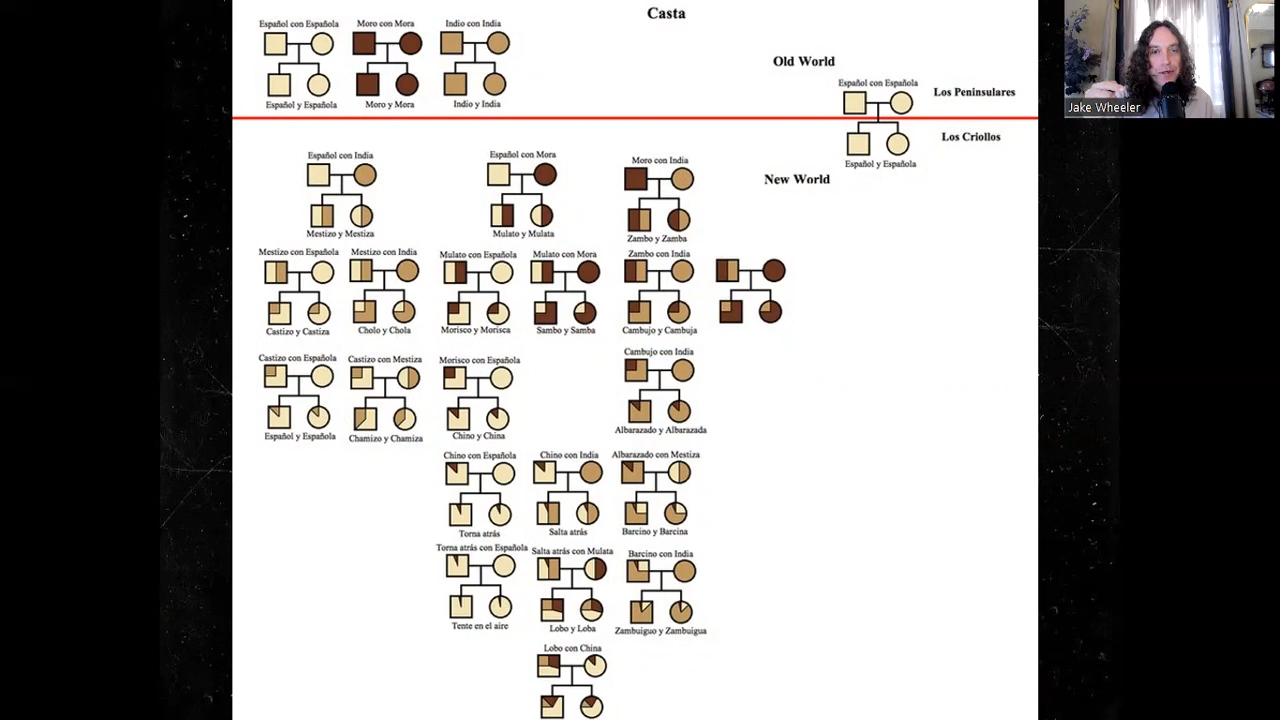 Casta
Español con Española
Moro con Mora
Indio con India
Old World
Español con Española
Los Peninsulares
Jake Wheeler
Español y Española
Moro y Mora
Indio y India
Los Criollos
Español y Española
New World
Español con India
Español con Mora
Moro con India
Mestizo y Mestiza
Mulato y Mulata
Zambo y Zamba
Mestizo con Española
Mestizo con India
Mulato con Española
Mulato con Mora
Zambo con India
Castizo y Castiza
Cholo y Chola
Morisco y Morisca
Sambo y Samba
Cambujo y Cambuja
Castizo con Española
Castizo con Mestiza
Morisco con Española
Cambujo con India
Español y Española
Chamizo y Chamiza
Chino y China
Albarazado y Albarazada
Chino con Española
Chino con India
Albarazado con Mestiza
Torna atrás
Salta atrás
Barcino y Barcina
Torna atrás con Española
Salta atrás con Mulata
Barcino con India
Tente en el aire
Lobo y Loba
Zambuiguo y Zambuigua
Lobo con China